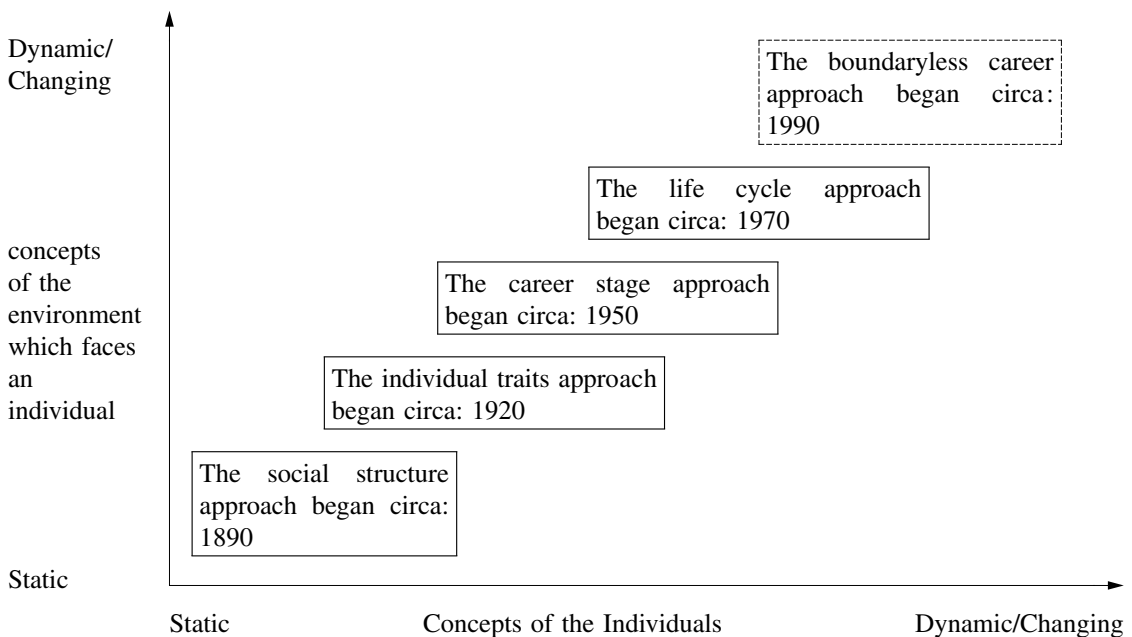 Dynamic/
Changing
The boundaryless career
approach began circa:
1990
The life cycle approach
began circa: 1970
concepts
of the
environment
which faces
an
individual
The career stage approach
began circa: 1950
The individual traits approach
began circa: 1920
The social structure
approach began circa:
1890
Static
Static Concepts of the Individuals Dynamic/Changing